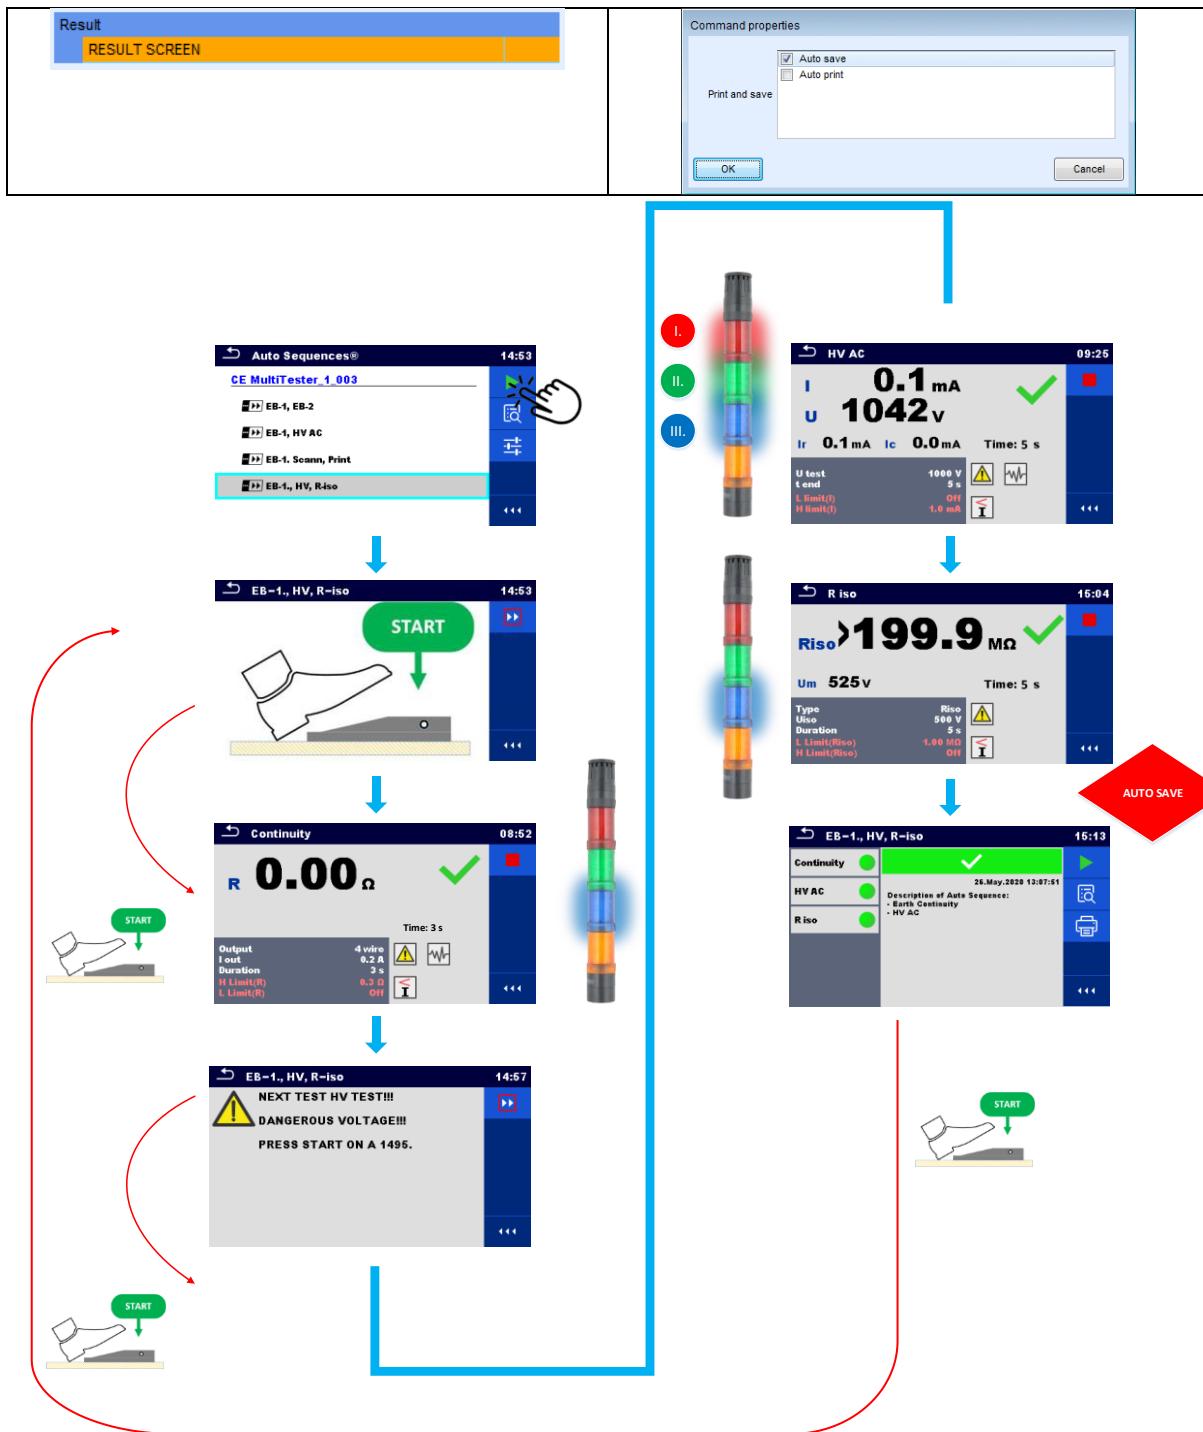 Result
RESULT SCREEN
Command properties
Auto save
Auto print
Print and save
OK
Cancel
Auto Sequences® 14:53
CE MultiTester_1_003
EB-1, EB-2
EB-1, HV AC
EB-1. Scann, Print
EB-1., HV, R-iso
EB-1., HV, R-iso 14:53
START
Continuity 08:52
R 0.00 Ω
Time: 3 s
Output 4 wire
I out 0.2 A
Duration 3 s
H Limit(R) 0.3 Ω
L Limit(R) Off
START
EB-1., HV, R-iso 14:57
NEXT TEST HV TEST!!!
DANGEROUS VOLTAGE!!!
PRESS START ON A 1495.
START
I.
II.
III.
HV AC 09:25
I 0.1 mA
U 1042 V
Ir 0.1 mA Ic 0.0 mA Time: 5 s
U test 1000 V
t end 5 s
L limit(I) Off
H limit(I) 1.0 mA
R iso 15:04
Riso >199.9 MΩ
Um 525 V Time: 5 s
Type Riso
Uiso 500 V
Duration 5 s
L Limit(Riso) 1.00 MΩ
H Limit(Riso) Off
AUTO SAVE
EB-1., HV, R-iso 15:13
Continuity
HV AC
R iso
25.May.2020 13:07:51
Description of Auto Sequence:
- Earth Continuity
- HV AC
START